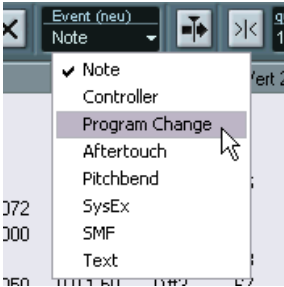 Event (neu)
Note
Note
Controller
Program Change
Aftertouch
Pitchbend
SysEx
SMF
Text